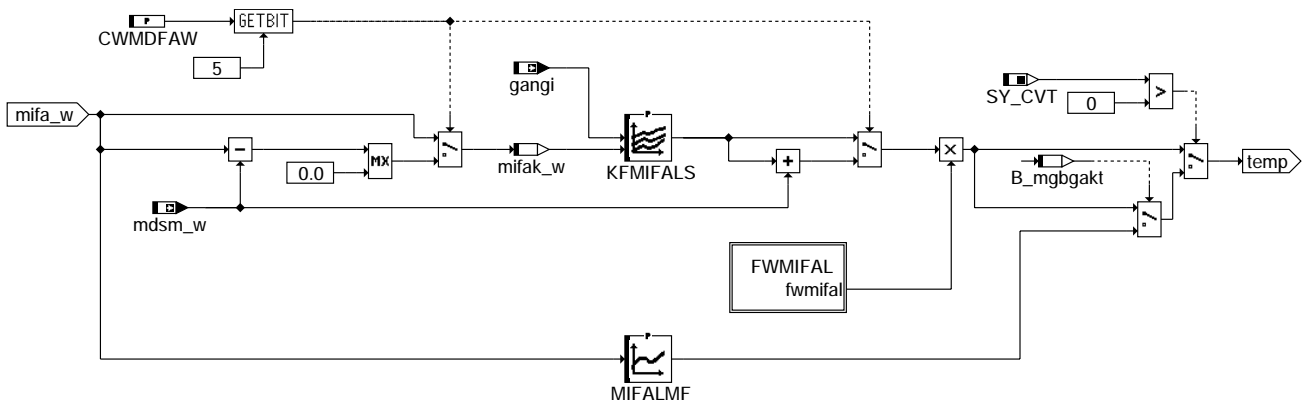 P
GETBIT
CWMDFAW
5
gangi
SY_CVT
0
>
mifa_w
P
−
MX
0.0
mifak_w
KFMIFALS
+
×
B_mgbgakt
temp
mdsm_w
FWMIFAL
fwmifal
P
MIFALMF